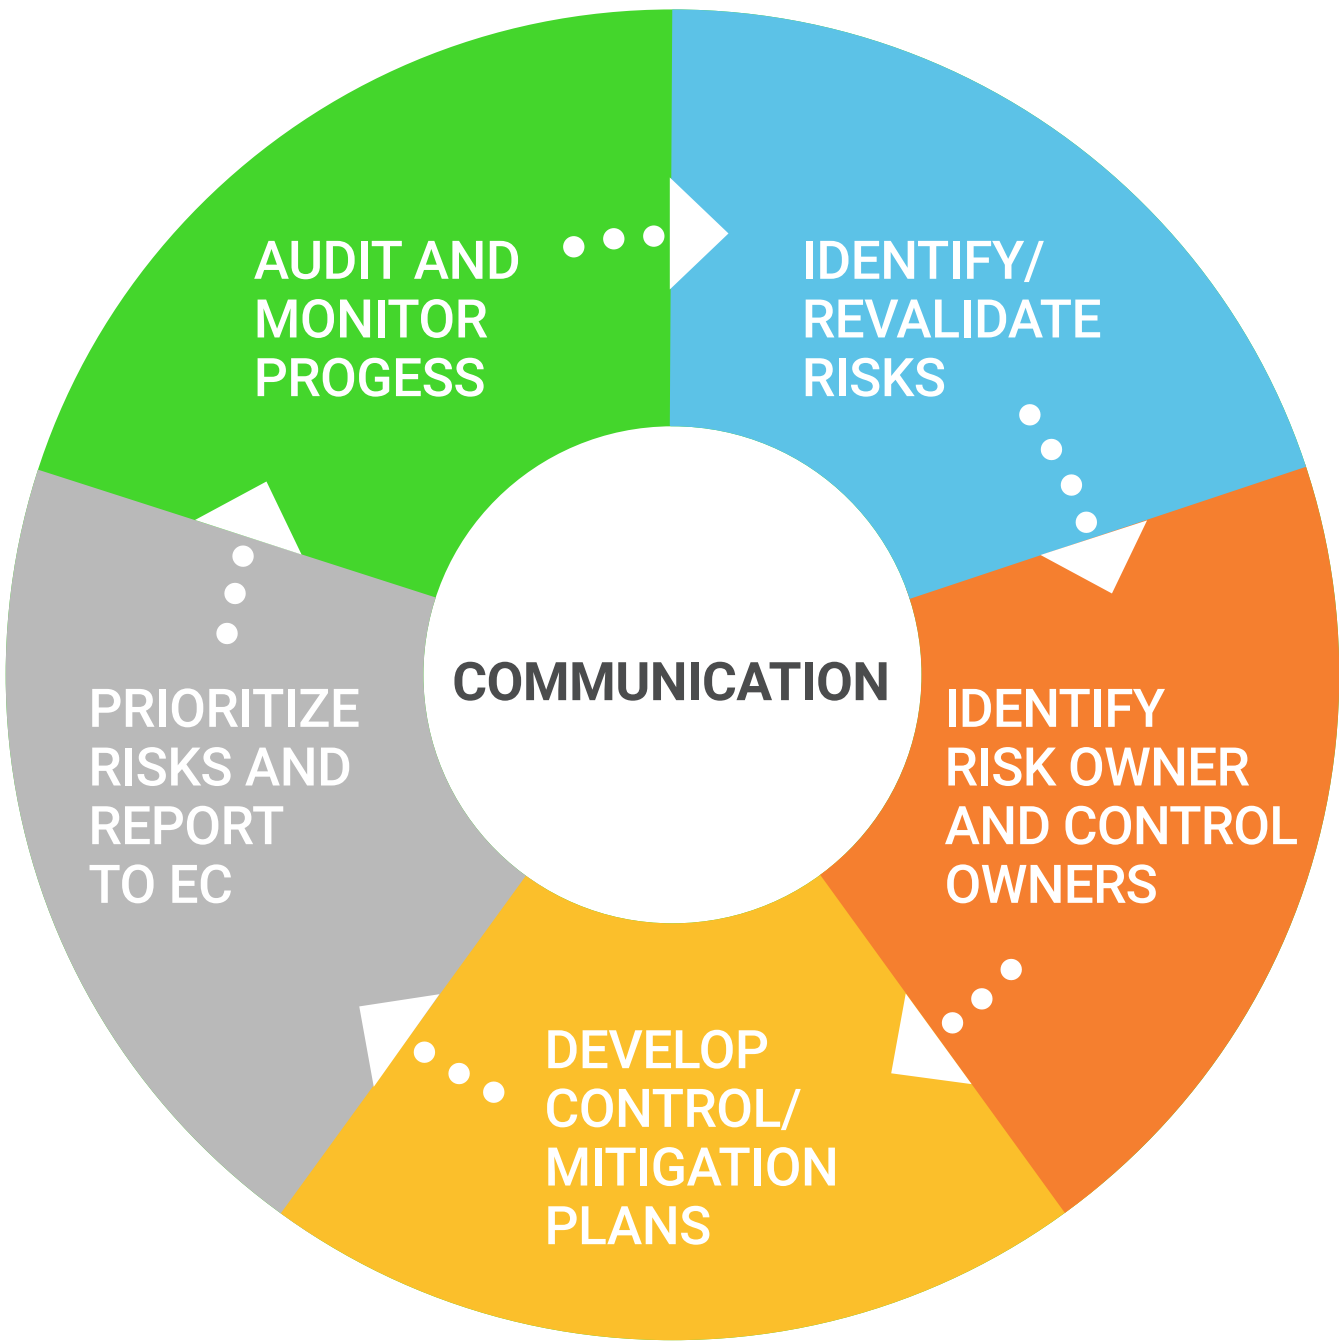 AUDIT AND
MONITOR
PROGESS
IDENTIFY/
REVALIDATE
RISKS
COMMUNICATION
PRIORITIZE
RISKS AND
REPORT
TO EC
IDENTIFY
RISK OWNER
AND CONTROL
OWNERS
DEVELOP
CONTROL/
MITIGATION
PLANS